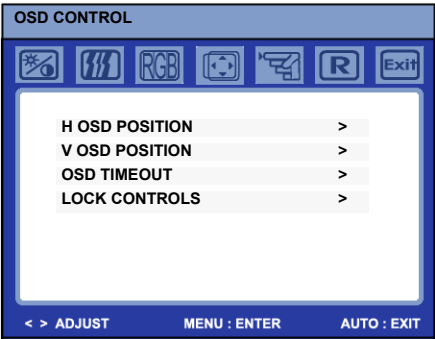 OSD CONTROL
RGB R Exit
H OSD POSITION >
V OSD POSITION >
OSD TIMEOUT >
LOCK CONTROLS >
< > ADJUST MENU : ENTER AUTO : EXIT